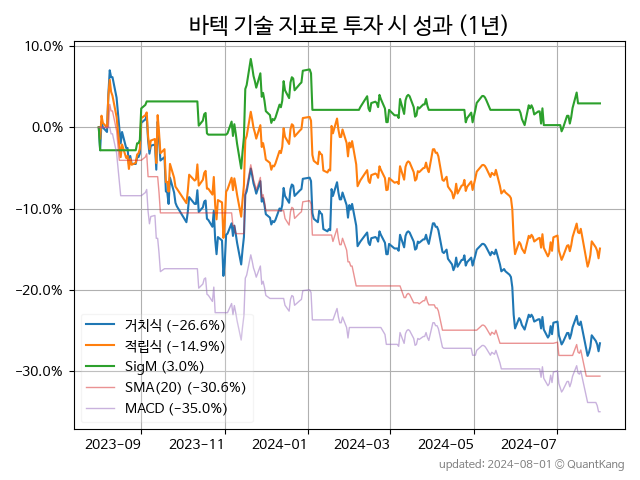 바텍 기술 지표로 투자 시 성과 (1년)
10.0%
0.0%
−10.0%
−20.0%
−30.0%
거치식 (−26.6%)
적립식 (−14.9%)
SigM (3.0%)
SMA(20) (−30.6%)
MACD (−35.0%)
2023-09
2023-11
2024-01
2024-03
2024-05
2024-07
updated: 2024-08-01 © QuantKang